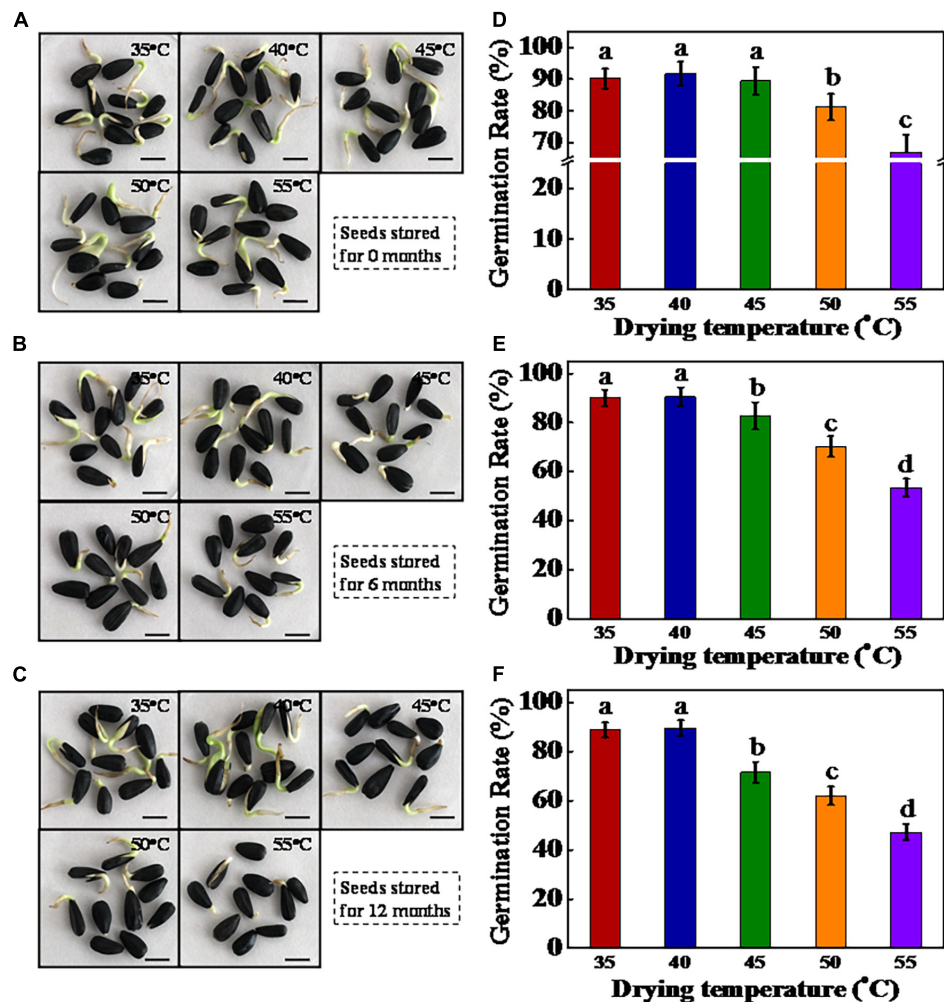 A
35°C
40°C
45°C
50°C
55°C
Seeds stored
for 0 months
D
Germination Rate (%)
100
90
80
70
20
10
0
a
a
a
b
c
35
40
45
50
55
Drying temperature (°C)
B
35°C
40°C
45°C
50°C
55°C
Seeds stored
for 6 months
E
Germination Rate (%)
100
80
60
40
20
0
a
a
b
c
d
35
40
45
50
55
Drying temperature (°C)
C
35°C
40°C
45°C
50°C
55°C
Seeds stored
for 12 months
F
Germination Rate (%)
100
80
60
40
20
0
a
a
b
c
d
35
40
45
50
55
Drying temperature (°C)